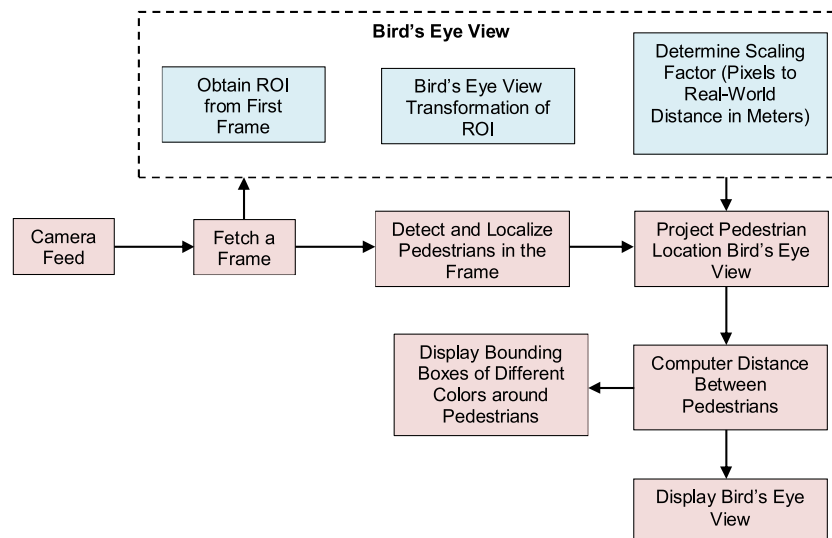 Bird's Eye View
Obtain ROI
from First
Frame
Bird's Eye View
Transformation of
ROI
Determine Scaling
Factor (Pixels to
Real-World
Distance in Meters)
Camera
Feed
Fetch a
Frame
Detect and Localize
Pedestrians in the
Frame
Project Pedestrian
Location Bird's Eye
View
Display Bounding
Boxes of Different
Colors around
Pedestrians
Computer Distance
Between
Pedestrians
Display Bird's Eye
View